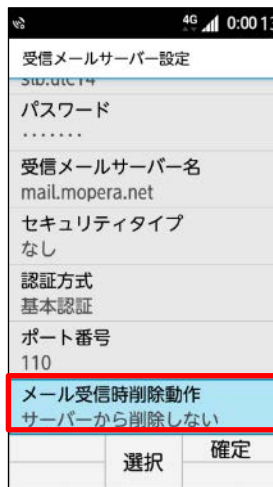 4G 0:00 13
受信メールサーバー設定
パスワード
・・・・・・・
受信メールサーバー名
mail.mopera.net
セキュリティタイプ
なし
認証方式
基本認証
ポート番号
110
メール受信時削除動作
サーバーから削除しない
選択
確定